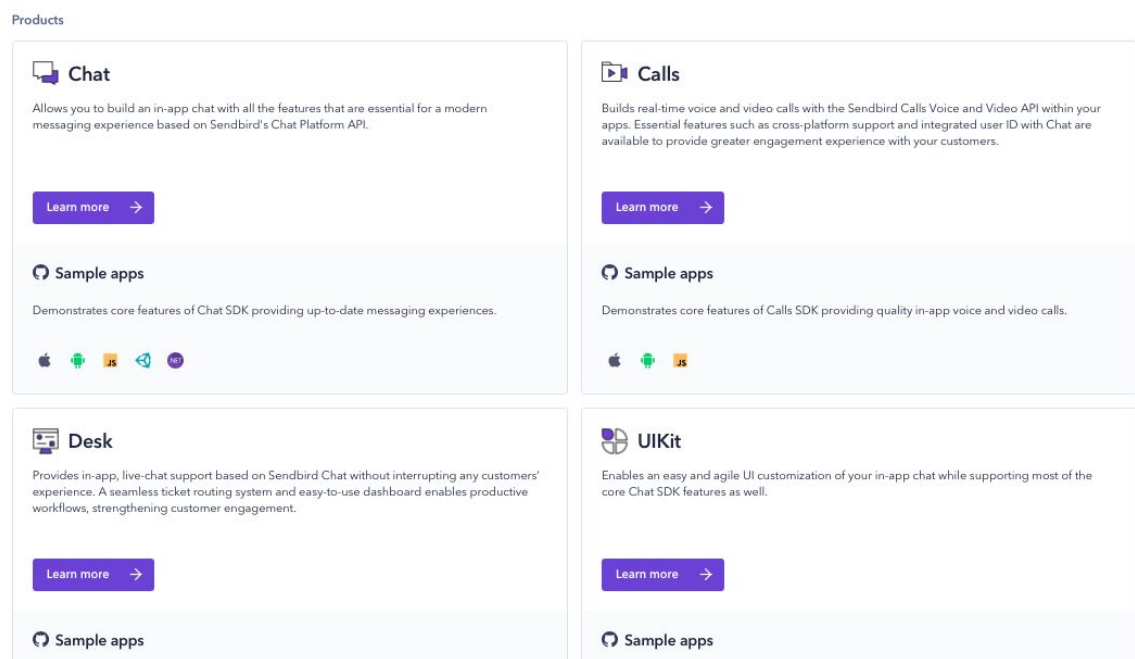 Products
Chat
Allows you to build an in-app chat with all the features that are essential for a modern
messaging experience based on Sendbird's Chat Platform API.
Learn more
Sample apps
Demonstrates core features of Chat SDK providing up-to-date messaging experiences.
JS
NET
Calls
Builds real-time voice and video calls with the Sendbird Calls Voice and Video API within your
apps. Essential features such as cross-platform support and integrated user ID with Chat are
available to provide greater engagement experience with your customers.
Learn more
Sample apps
Demonstrates core features of Calls SDK providing quality in-app voice and video calls.
JS
Desk
Provides in-app, live-chat support based on Sendbird Chat without interrupting any customers'
experience. A seamless ticket routing system and easy-to-use dashboard enables productive
workflows, strengthening customer engagement.
Learn more
Sample apps
UIKit
Enables an easy and agile UI customization of your in-app chat while supporting most of the
core Chat SDK features as well.
Learn more
Sample apps